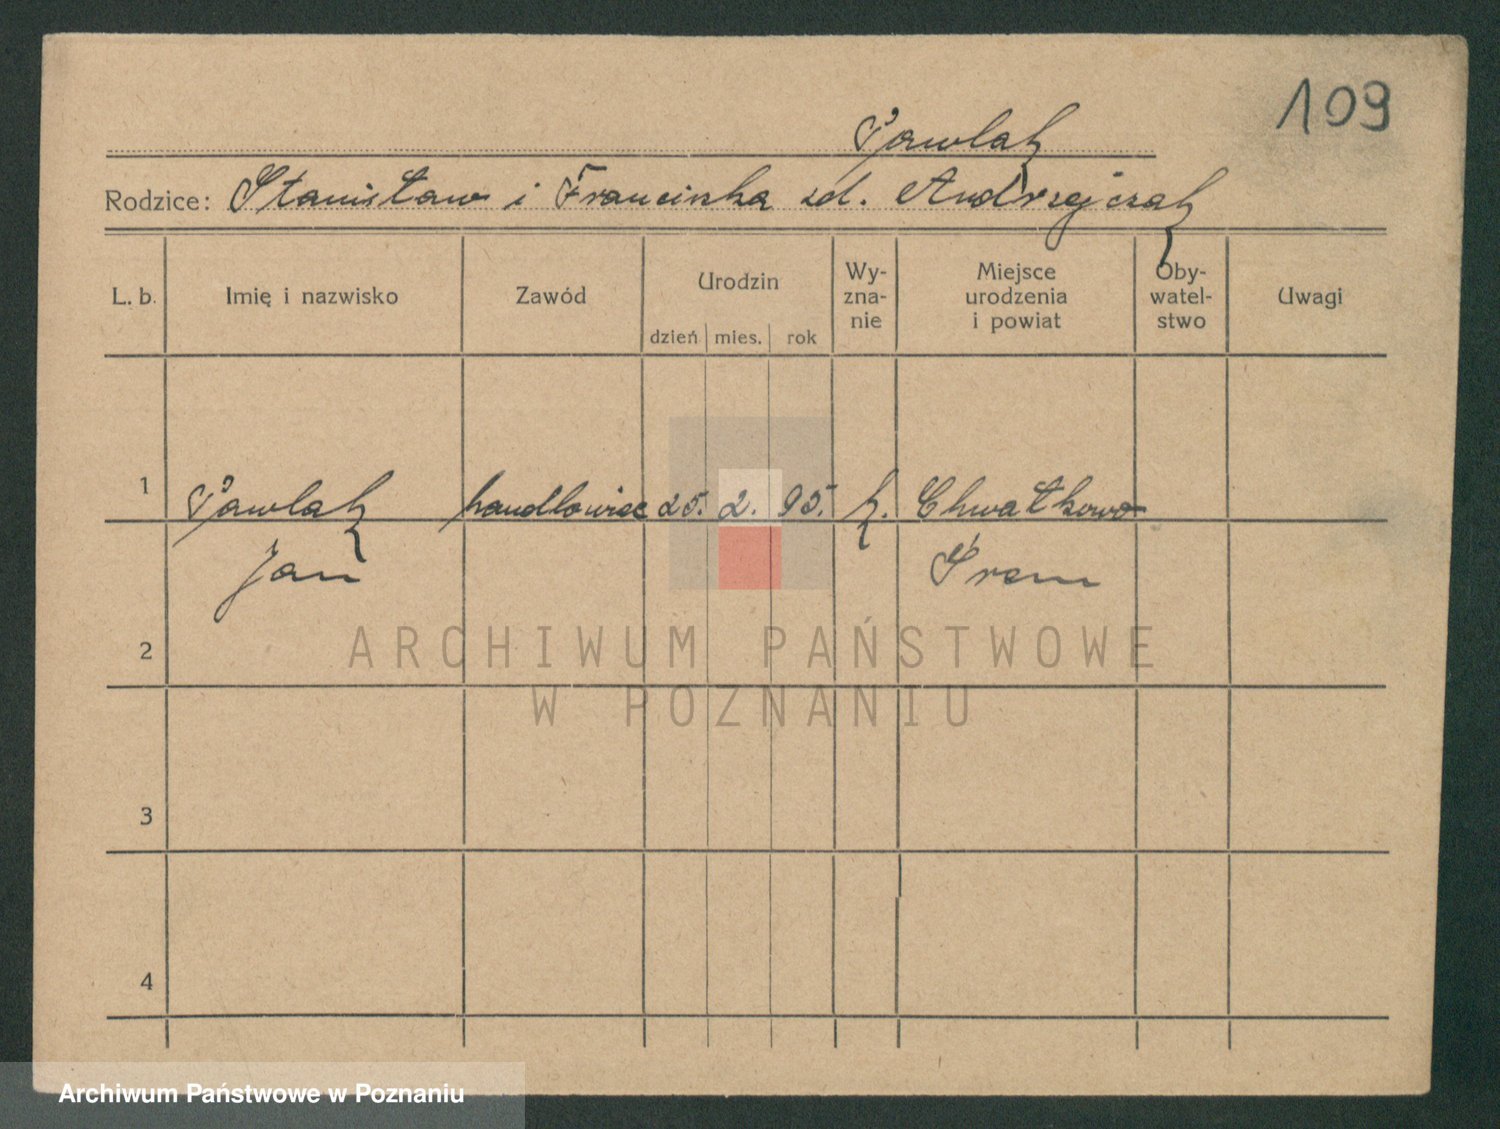 109
Pawlak
Rodzice: Stanisław i Franciszka zd. Andrzejczak
L. b. Imię i nazwisko Zawód Urodzin dzień mies. rok Wy-zna-nie Miejsce urodzenia i powiat Oby-watel-stwo Uwagi
1 Pawlak handlowiec 25. 2. 95. k. Chwałkowo
Jan Śrem
2
ARCHIWUM PAŃSTWOWE
W POZNANIU
3
4
Archiwum Państwowe w Poznaniu